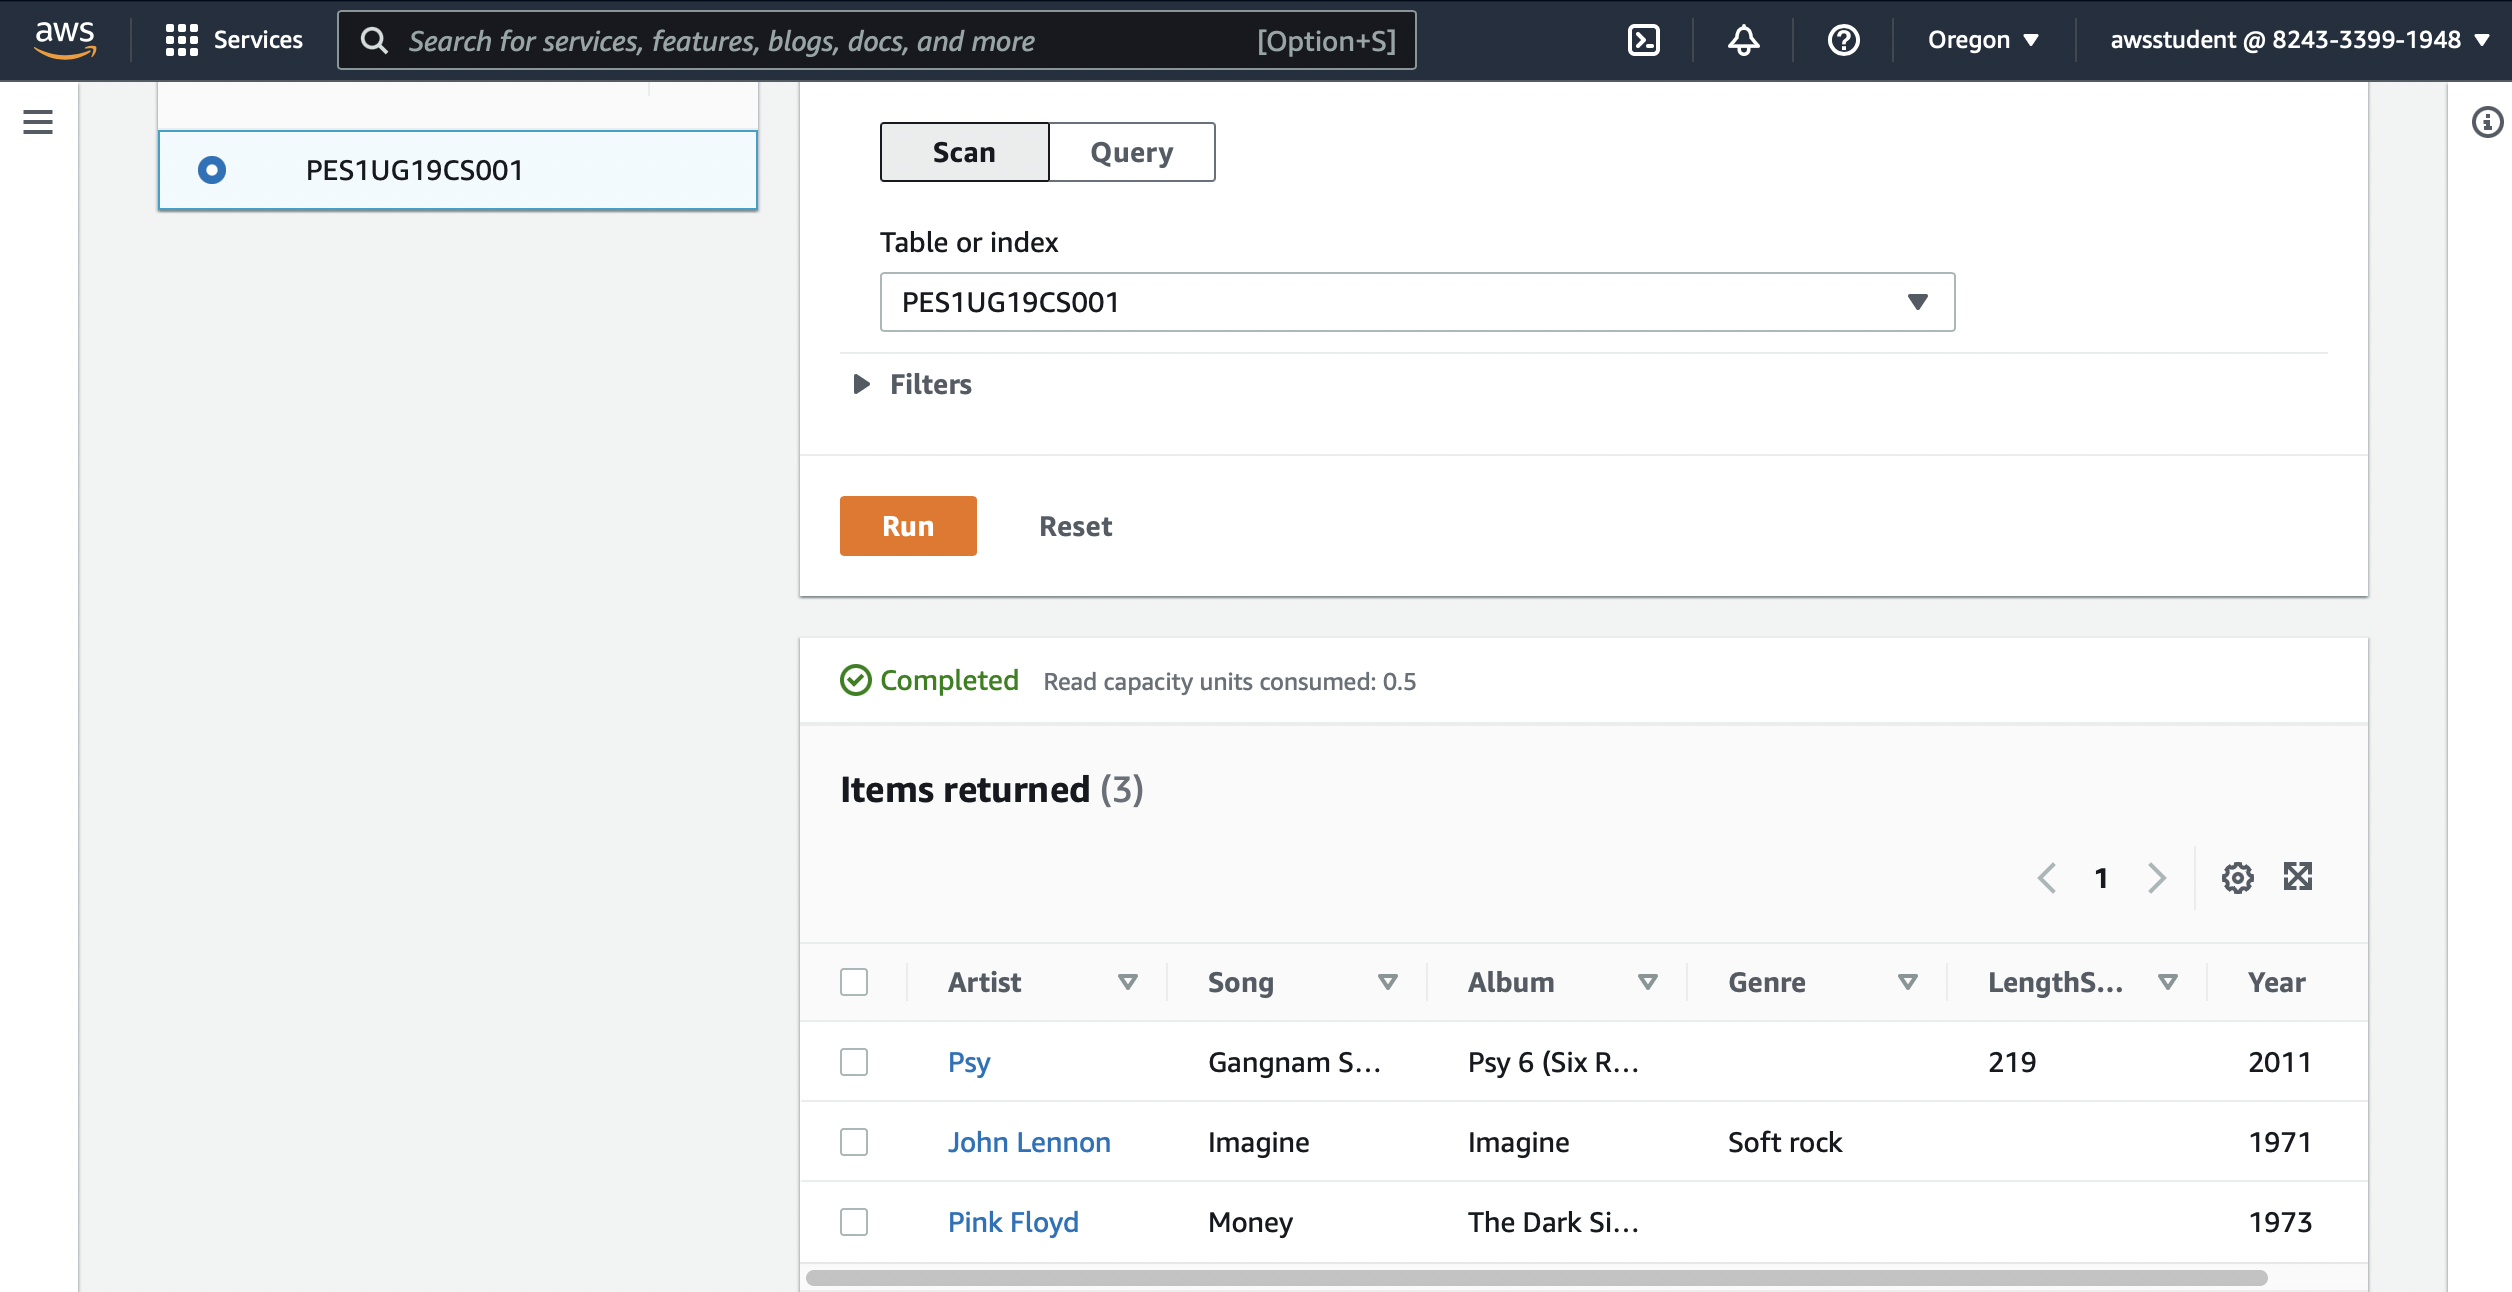 aws Services Search for services, features, blogs, docs, and more [Option+S] Oregon awsstudent @ 8243-3399-1948
PES1UG19CS001
Scan Query
Table or index
PES1UG19CS001
Filters
Run Reset
Completed Read capacity units consumed: 0.5
Items returned (3)
1
Artist Song Album Genre LengthS... Year
Psy Gangnam S... Psy 6 (Six R... 219 2011
John Lennon Imagine Imagine Soft rock 1971
Pink Floyd Money The Dark Si... 1973